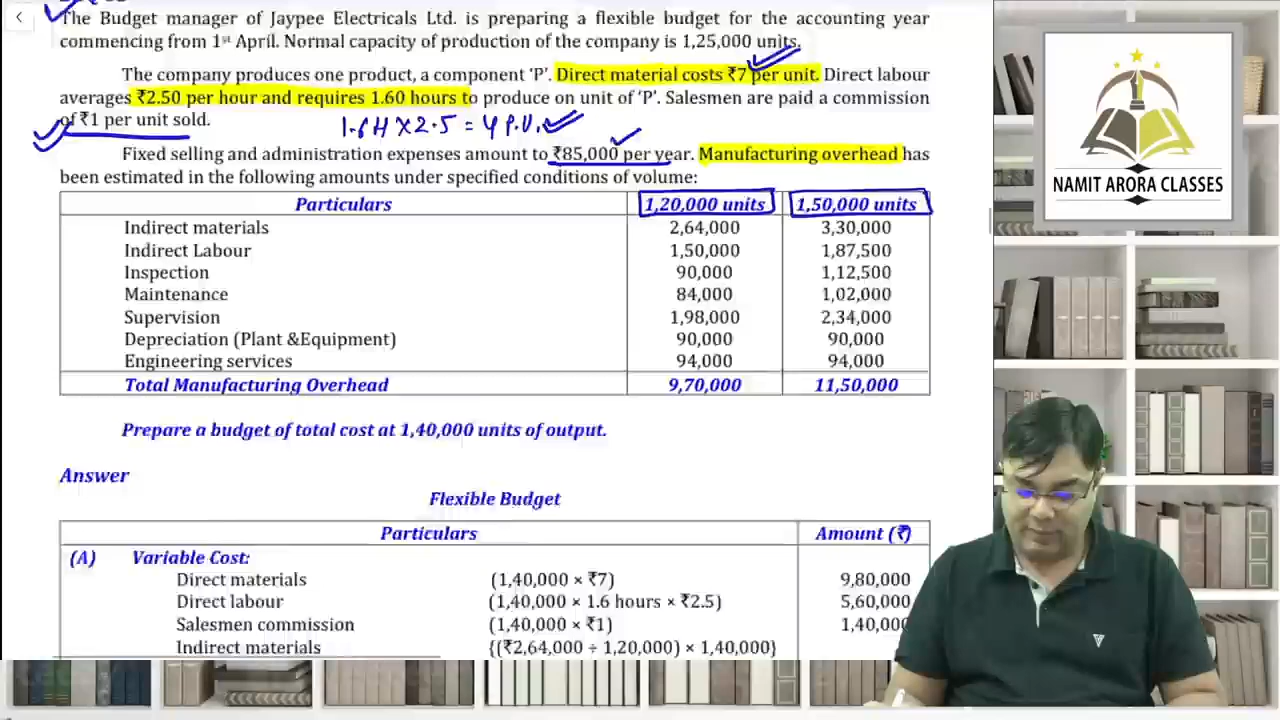 The Budget manager of Jaypee Electricals Ltd. is preparing a flexible budget for the accounting year
commencing from 1st April. Normal capacity of production of the company is 1,25,000 units.
The company produces one product, a component ‘P’. Direct material costs ₹7 per unit. Direct labour
averages ₹2.50 per hour and requires 1.60 hours to produce on unit of ‘P’. Salesmen are paid a commission
of ₹1 per unit sold.
1.6H X 2.5 = 4 P.U.
Fixed selling and administration expenses amount to ₹85,000 per year. Manufacturing overhead has
been estimated in the following amounts under specified conditions of volume:
Particulars 1,20,000 units 1,50,000 units
Indirect materials 2,64,000 3,30,000
Indirect Labour 1,50,000 1,87,500
Inspection 90,000 1,12,500
Maintenance 84,000 1,02,000
Supervision 1,98,000 2,34,000
Depreciation (Plant &Equipment) 90,000 90,000
Engineering services 94,000 94,000
Total Manufacturing Overhead 9,70,000 11,50,000
Prepare a budget of total cost at 1,40,000 units of output.
Answer
Flexible Budget
Particulars Amount (₹)
(A) Variable Cost:
Direct materials (1,40,000 × ₹7) 9,80,000
Direct labour (1,40,000 × 1.6 hours × ₹2.5) 5,60,000
Salesmen commission (1,40,000 × ₹1) 1,40,000
Indirect materials {(₹2,64,000 ÷ 1,20,000) × 1,40,000}
NAMIT ARORA CLASSES